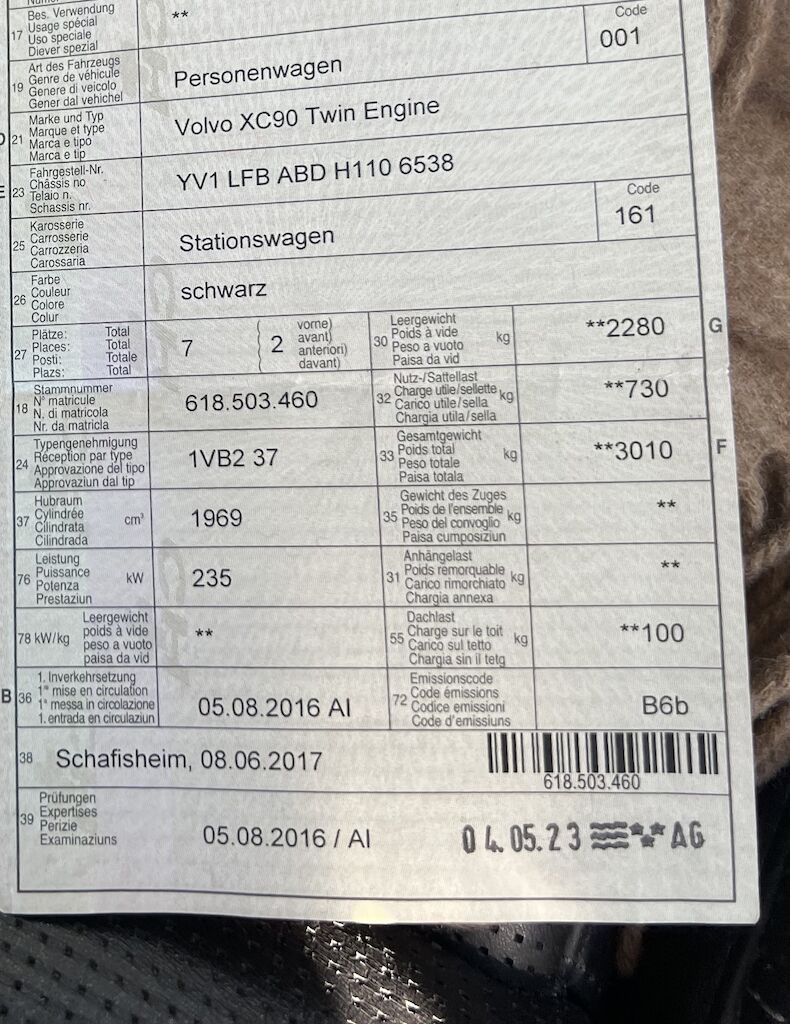 17 Bes. Verwendung
Usage spécial
Uso speciale
Diever spezial
**
19 Art des Fahrzeugs
Genre de véhicule
Genere di veicolo
Gener dal vehichel
Personenwagen
Code
001
21 Marke und Typ
Marque et type
Marca e tipo
Marca e tip
Volvo XC90 Twin Engine
E 23 Fahrgestell-Nr.
Châssis no
Telaio n.
Schassis nr.
YV1 LFB ABD H110 6538
25 Karosserie
Carrosserie
Carrozzeria
Carossaria
Stationswagen
Code
161
26 Farbe
Couleur
Colore
Colur
schwarz
27 Plätze: Total
Places: Total
Posti: Totale
Plazs: Total
7
2
vorne)
avant)
anteriori)
davant)
30 Leergewicht
Poids à vide kg
Peso a vuoto
Paisa da vid
**2280 G
18 Stammnummer
N° matricule
N. di matricola
Nr. da matricla
618.503.460
32 Nutz-/Sattellast
Charge utile/sellette kg
Carico utile/sella
Chargia utila/sella
**730
24 Typengenehmigung
Réception par type
Approvazione del tipo
Approvaziun dal tip
1VB2 37
33 Gesamtgewicht
Poids total kg
Peso totale
Paisa totala
**3010 F
37 Hubraum
Cylindrée cm³
Cilindrata
Cilindrada
1969
35 Gewicht des Zuges
Poids de l'ensemble kg
Peso del convoglio
Paisa cumposiziun
**
76 Leistung
Puissance kW
Potenza
Prestaziun
235
31 Anhängelast
Poids remorquable kg
Carico rimorchiato
Chargia annexa
**
78 kW/kg Leergewicht
poids à vide
peso a vuoto
paisa da vid
**
55 Dachlast
Charge sur le toit kg
Carico sul tetto
Chargia sin il tetg
**100
B 36 1. Inverkehrsetzung
1re mise en circulation
1a messa in circolazione
1. entrada en circulaziun
05.08.2016 AI
72 Emissionscode
Code émissions
Codice emissioni
Code d'emissiuns
B6b
38 Schafisheim, 08.06.2017
618.503.460
39 Prüfungen
Expertises
Perizie
Examinaziuns
05.08.2016 / AI
04.05.23 AG